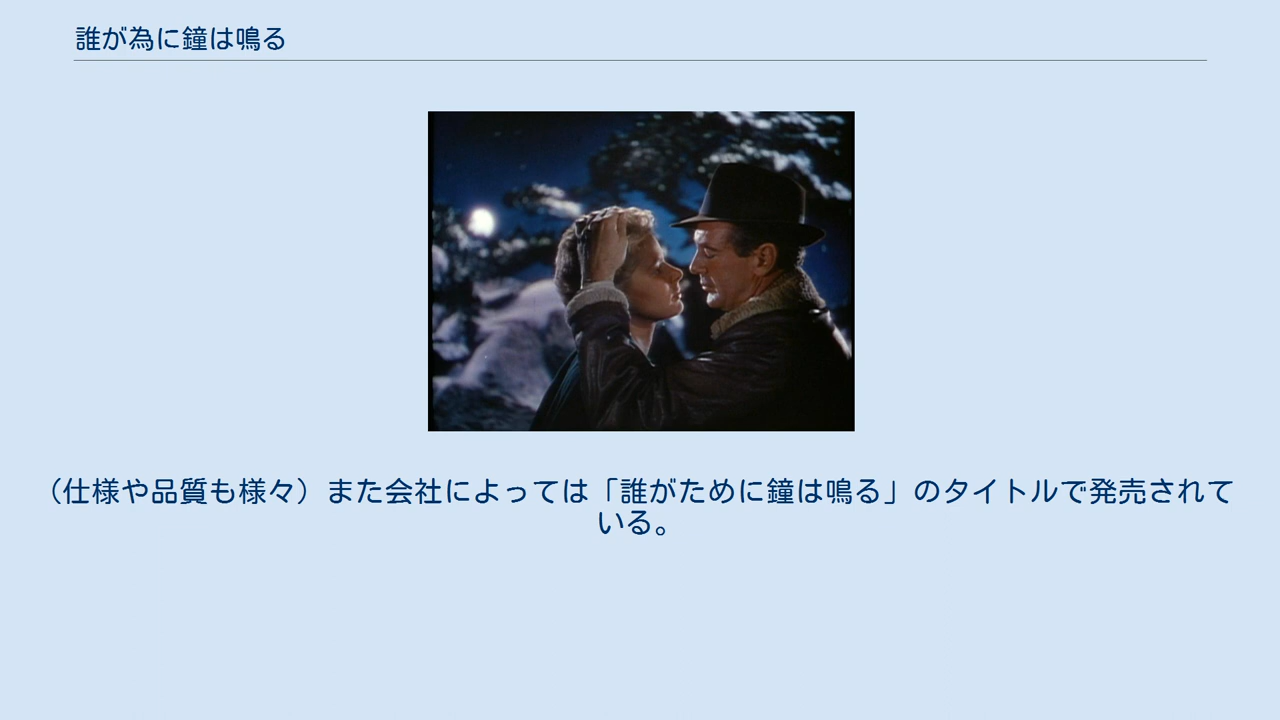 誰が為に鐘は鳴る
（仕様や品質も様々）また会社によっては「誰がために鐘は鳴る」のタイトルで発売されて
いる。